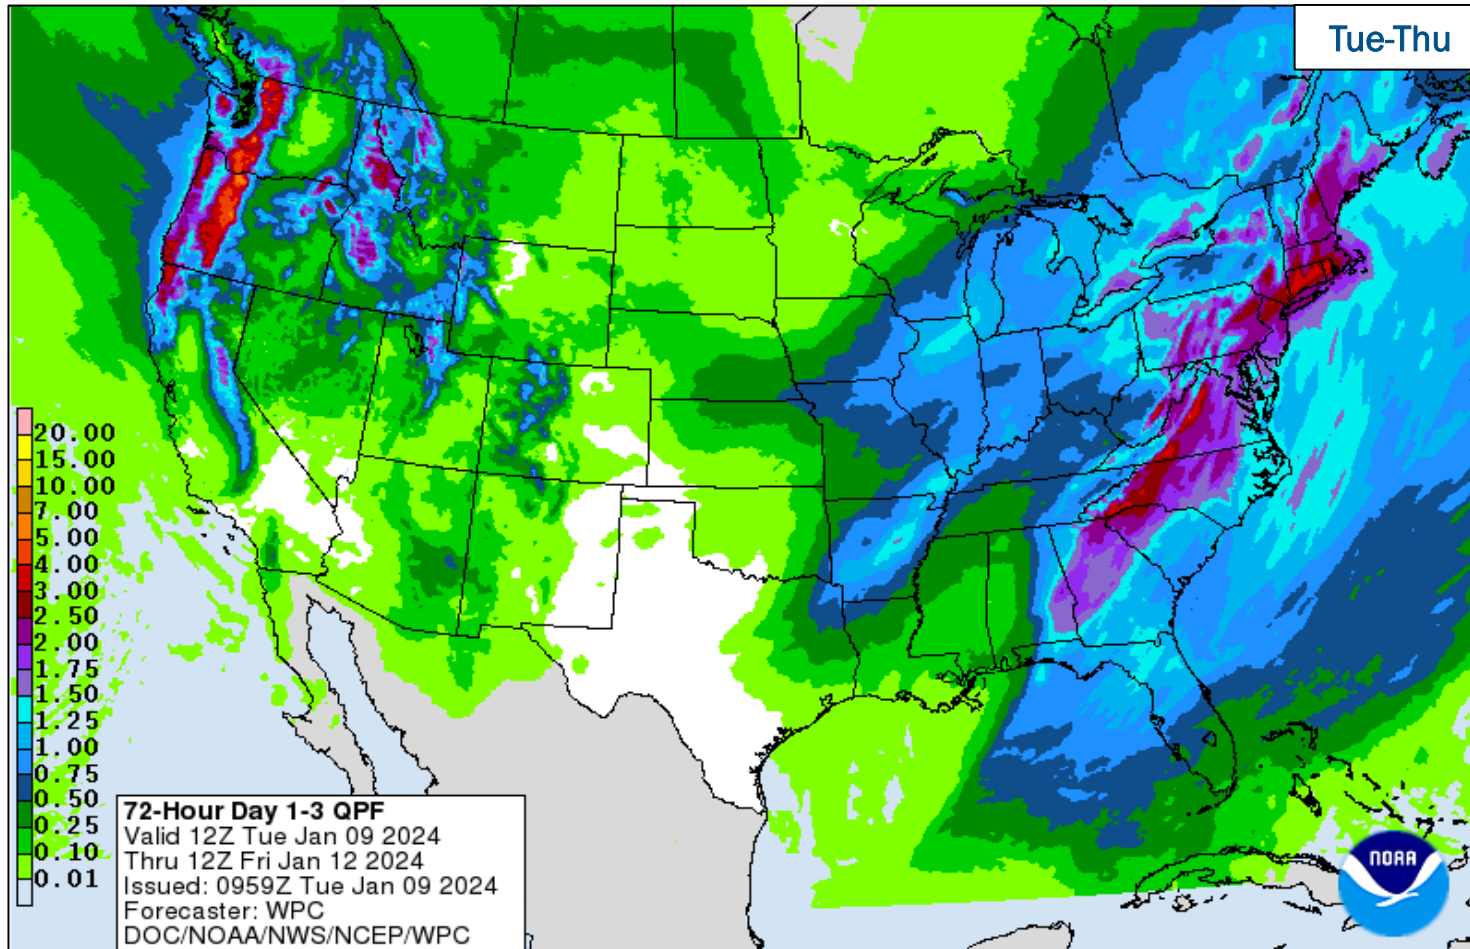 Tue-Thu
20.00
15.00
10.00
7.00
5.00
4.00
3.00
2.50
2.00
1.75
1.50
1.25
1.00
0.75
0.50
0.25
0.10
0.01
72-Hour Day 1-3 QPF
Valid 12Z Tue Jan 09 2024
Thru 12Z Fri Jan 12 2024
Issued: 0959Z Tue Jan 09 2024
Forecaster: WPC
DOC/NOAA/NWS/NCEP/WPC
NOAA